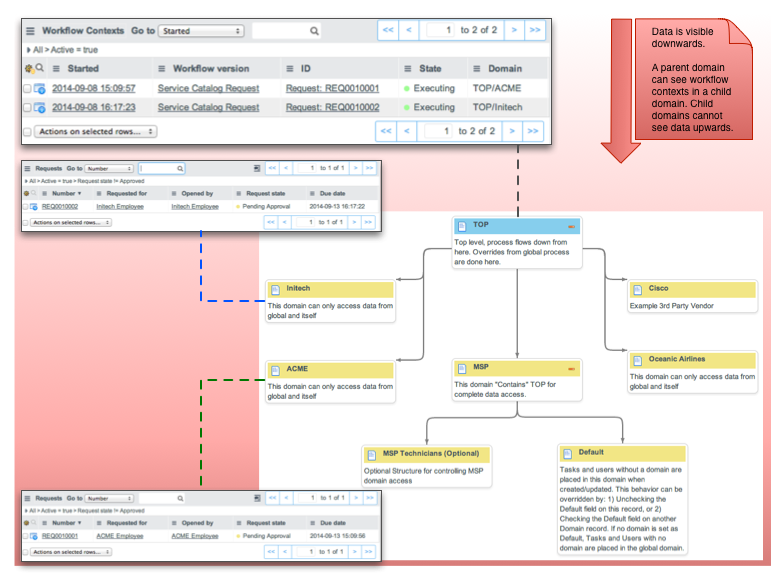 Workflow Contexts Go to Started
<< < 1 to 2 of 2 > >>
All > Active = true
Started Workflow version ID State Domain
2014-09-08 15:09:57 Service Catalog Request Request: REQ0010001 Executing TOP/ACME
2014-09-08 16:17:23 Service Catalog Request Request: REQ0010002 Executing TOP/Initech
Actions on selected rows...
<< < 1 to 2 of 2 > >>
Data is visible
downwards.
A parent domain
can see workflow
contexts in a child
domain. Child
domains cannot
see data upwards.
Requests Go to Number
<< < 1 to 1 of 1 > >>
All > Active = true > Request state != Approved
Number Requested for Opened by Request state Due date
REQ0010002 Initech Employee Initech Employee Pending Approval 2014-09-13 16:17:22
Actions on selected rows...
<< < 1 to 1 of 1 > >>
TOP
Top level, process flows down from
here. Overrides from global process
are done here.
Initech
This domain can only access data from
global and itself
Cisco
Example 3rd Party Vendor
ACME
This domain can only access data from
global and itself
MSP
This domain "Contains" TOP for
complete data access.
Oceanic Airlines
This domain can only access data from
global and itself
MSP Technicians (Optional)
Optional Structure for controlling MSP
domain access
Default
Tasks and users without a domain are
placed in this domain when
created/updated. This behavior can be
overridden by: 1) Unchecking the
Default field on this record, or 2)
Checking the Default field on another
Domain record. If no domain is set as
Default, Tasks and Users with no
domain are placed in the global domain.
Requests Go to Number
<< < 1 to 1 of 1 > >>
All > Active = true > Request state != Approved
Number Requested for Opened by Request state Due date
REQ0010001 ACME Employee ACME Employee Pending Approval 2014-09-13 15:09:56
Actions on selected rows...
<< < 1 to 1 of 1 > >>